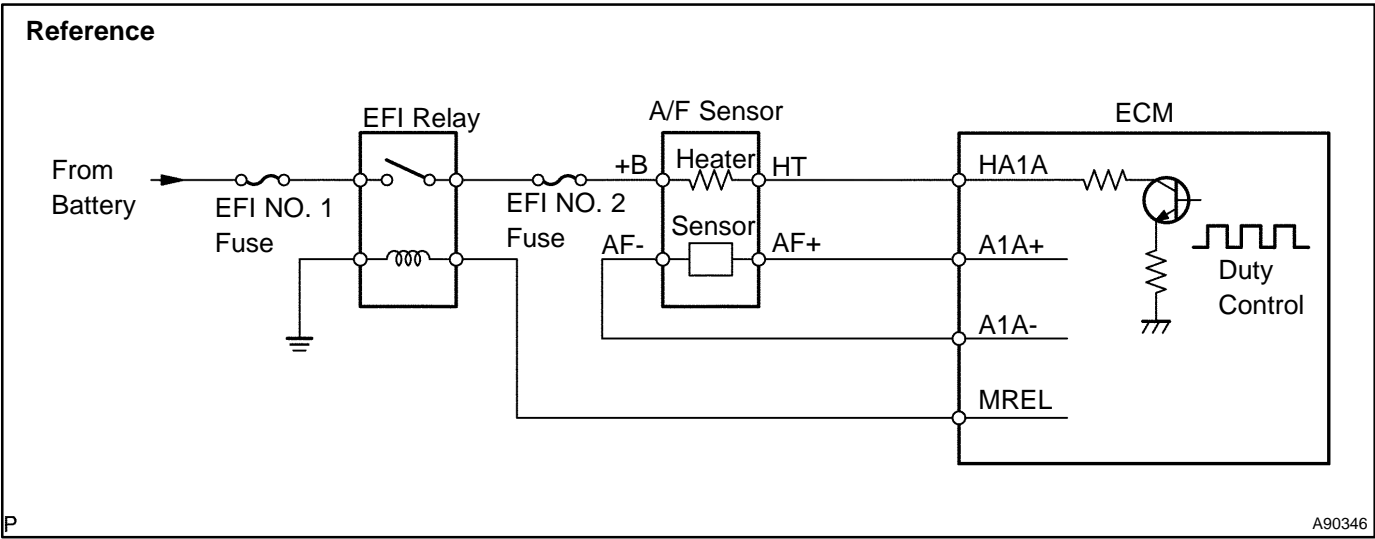 Reference
EFI Relay
A/F Sensor
ECM
From
Battery
EFI NO. 1
Fuse
EFI NO. 2
Fuse
+B
Heater
HT
HA1A
Sensor
AF-
AF+
A1A+
Duty
Control
A1A-
MREL
P
A90346